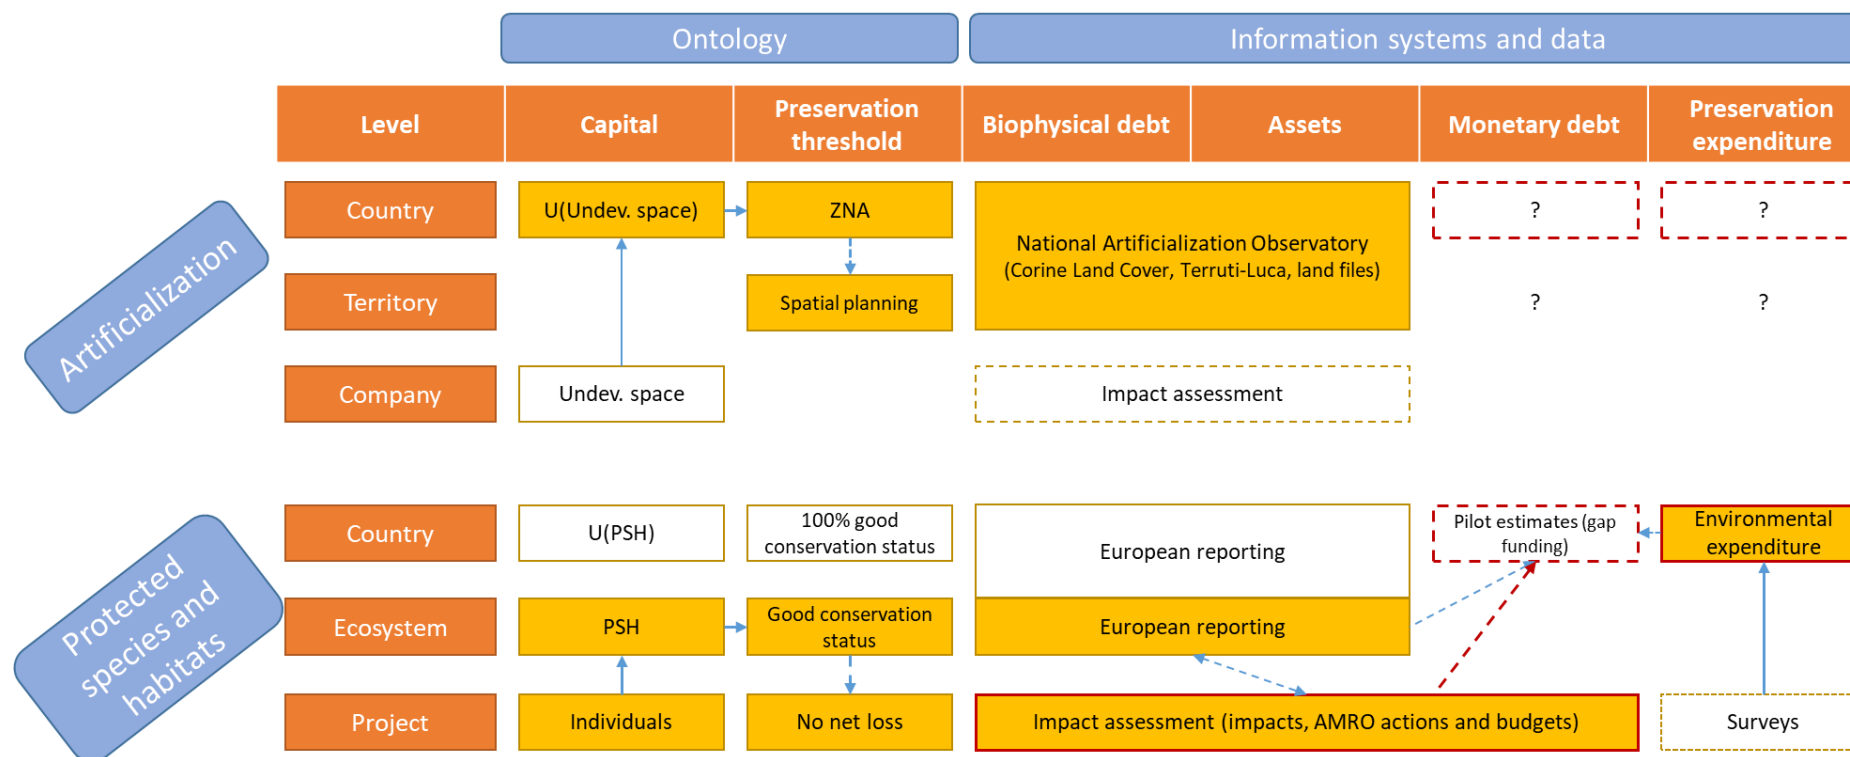 Ontology
Information systems and data
Level
Capital
Preservation
threshold
Biophysical debt
Assets
Monetary debt
Preservation
expenditure
Artificialization
Country
U(Undev. space)
ZNA
National Artificialization Observatory
(Corine Land Cover, Terruti-Luca, land files)
?
?
Territory
Spatial planning
?
?
Company
Undev. space
Impact assessment
Protected
species and
habitats
Country
U(PSH)
100% good
conservation status
European reporting
Pilot estimates (gap
funding)
Environmental
expenditure
Ecosystem
PSH
Good conservation
status
European reporting
Project
Individuals
No net loss
Impact assessment (impacts, AMRO actions and budgets)
Surveys